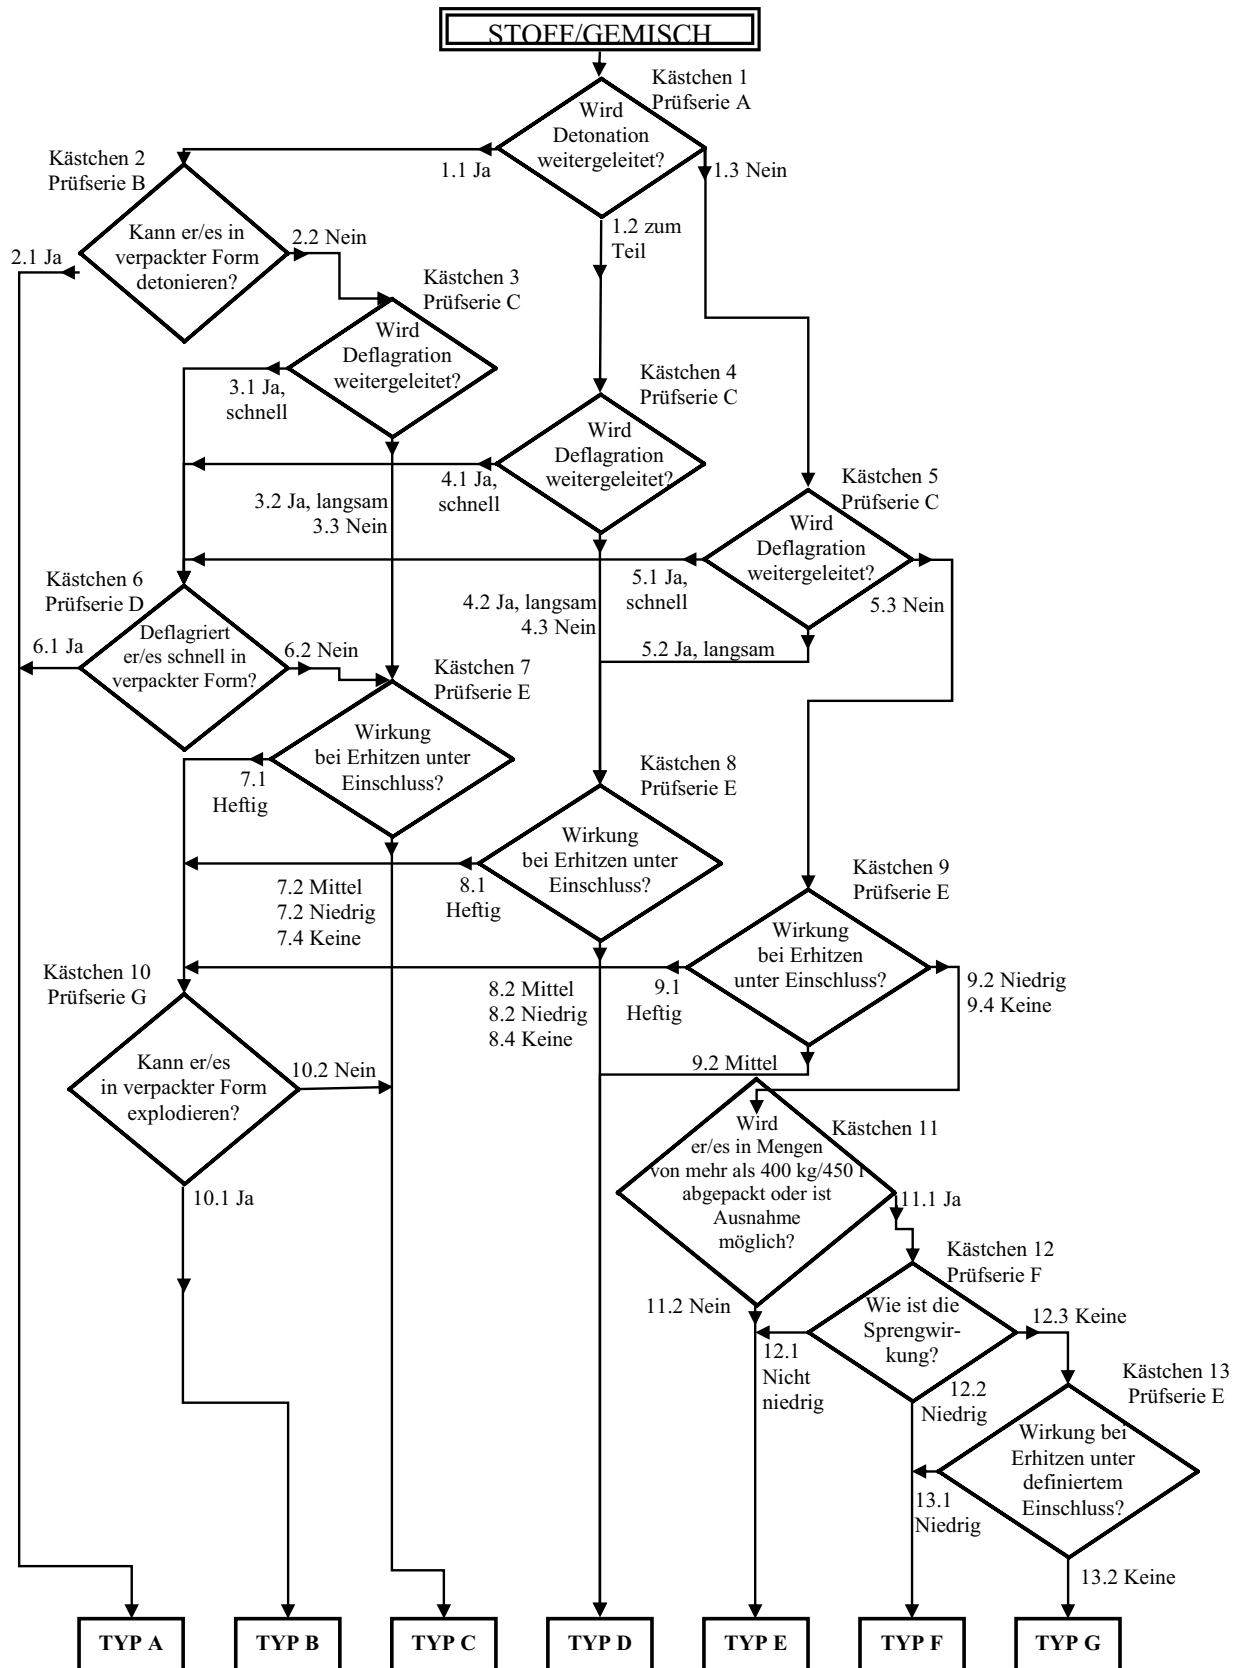 STOFF/GEMISCH
Kästchen 1
Prüfserie A
Wird
Detonation
weitergeleitet?
1.1 Ja
1.3 Nein
1.2 zum
Teil
Kästchen 2
Prüfserie B
Kann er/es in
verpackter Form
detonieren?
2.1 Ja
2.2 Nein
Kästchen 3
Prüfserie C
Wird
Deflagration
weitergeleitet?
3.1 Ja,
schnell
3.2 Ja, langsam
3.3 Nein
Kästchen 4
Prüfserie C
Wird
Deflagration
weitergeleitet?
4.1 Ja,
schnell
4.2 Ja, langsam
4.3 Nein
Kästchen 5
Prüfserie C
Wird
Deflagration
weitergeleitet?
5.1 Ja,
schnell
5.2 Ja, langsam
5.3 Nein
Kästchen 6
Prüfserie D
Deflagriert
er/es schnell in
verpackter Form?
6.1 Ja
6.2 Nein
Kästchen 7
Prüfserie E
Wirkung
bei Erhitzen unter
Einschluss?
7.1
Heftig
7.2 Mittel
7.2 Niedrig
7.4 Keine
Kästchen 8
Prüfserie E
Wirkung
bei Erhitzen unter
Einschluss?
8.1
Heftig
8.2 Mittel
8.2 Niedrig
8.4 Keine
Kästchen 9
Prüfserie E
Wirkung
bei Erhitzen
unter Einschluss?
9.1
Heftig
9.2 Mittel
9.2 Niedrig
9.4 Keine
Kästchen 10
Prüfserie G
Kann er/es
in verpackter Form
explodieren?
10.2 Nein
10.1 Ja
Kästchen 11
Wird
er/es in Mengen
von mehr als 400 kg/450 l
abgepackt oder ist
Ausnahme
möglich?
11.1 Ja
11.2 Nein
Kästchen 12
Prüfserie F
Wie ist die
Sprengwir-
kung?
12.1
Nicht
niedrig
12.2
Niedrig
12.3 Keine
Kästchen 13
Prüfserie E
Wirkung bei
Erhitzen unter
definiertem
Einschluss?
13.1
Niedrig
13.2 Keine
TYP A
TYP B
TYP C
TYP D
TYP E
TYP F
TYP G